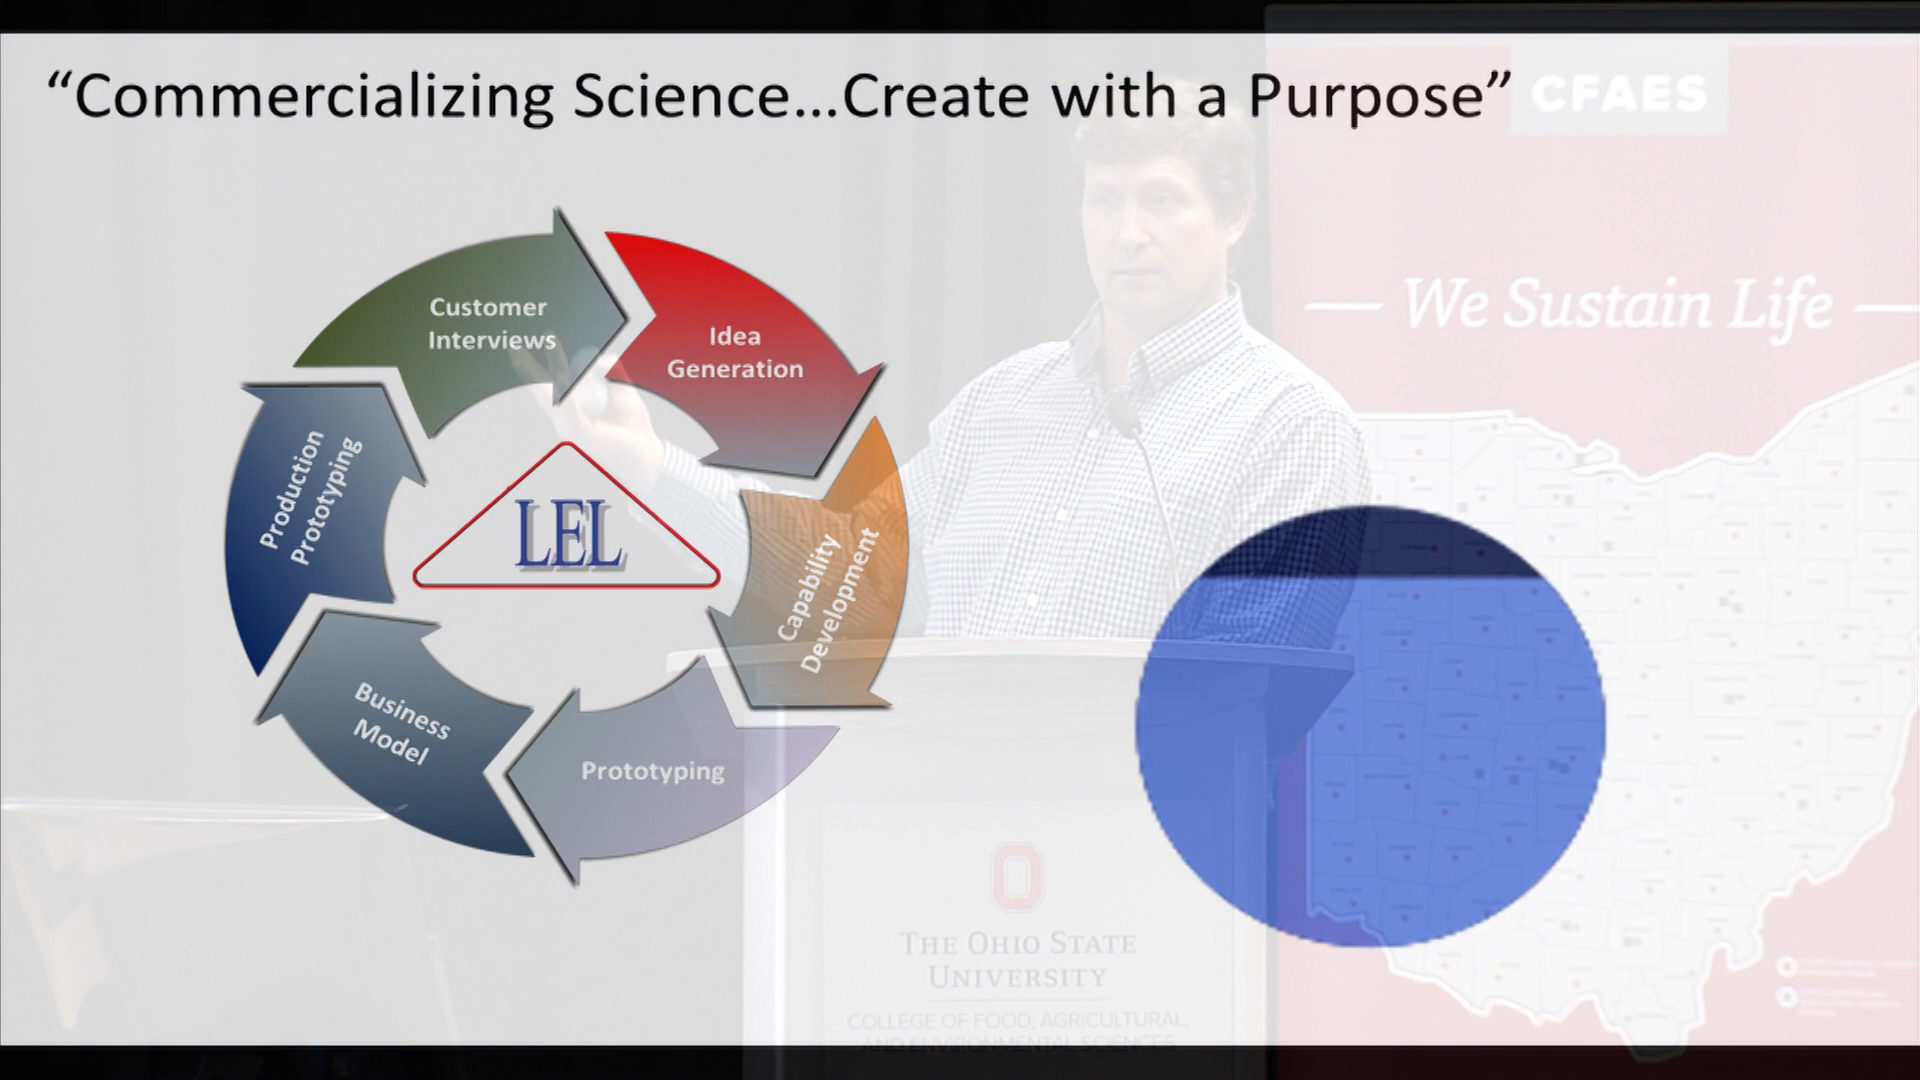 “Commercializing Science...Create with a Purpose”
CFAES
We Sustain Life
Customer
Interviews
Idea
Generation
Capability
Development
Prototyping
Business
Model
Production
Prototyping
LEL
O
THE OHIO STATE
UNIVERSITY
COLLEGE OF FOOD, AGRICULTURAL,
AND ENVIRONMENTAL SCIENCES